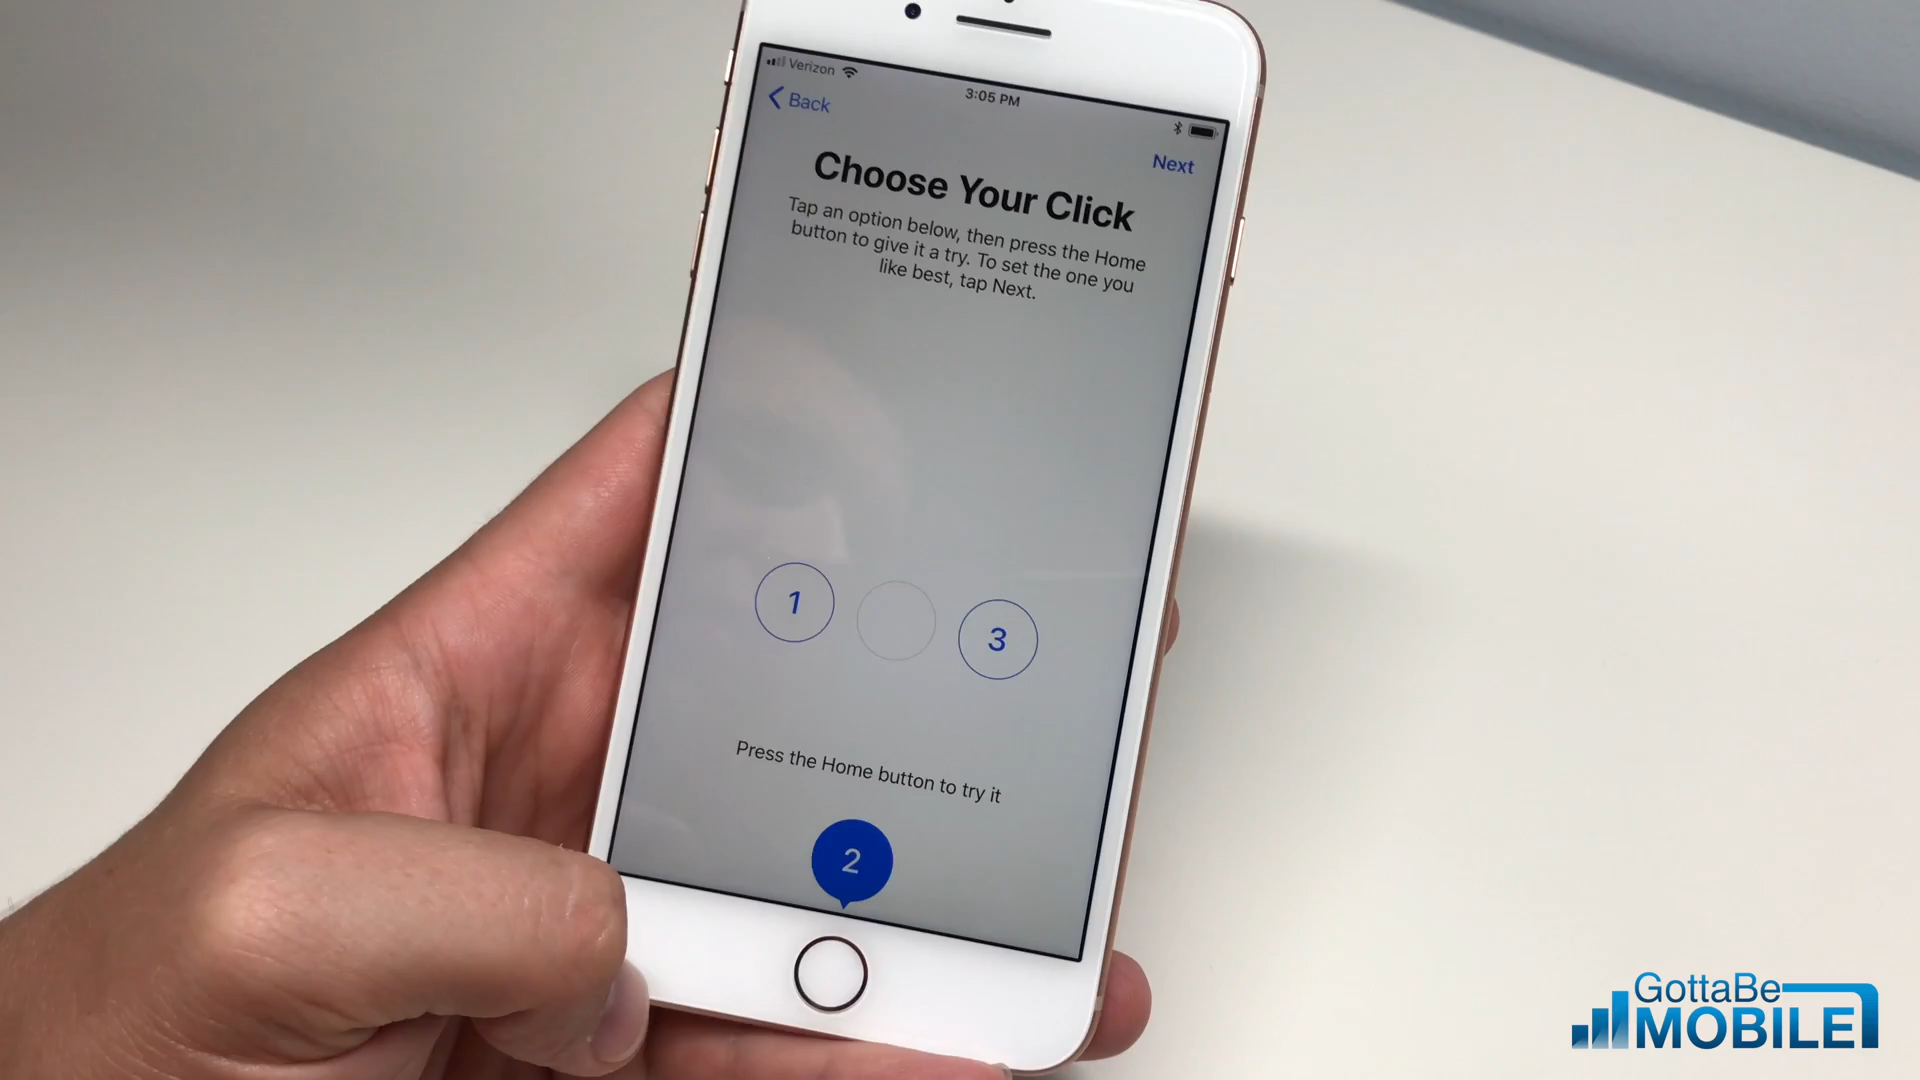 Verizon
3:05 PM
Back
Next
Choose Your Click
Tap an option below, then press the Home
button to give it a try. To set the one you
like best, tap Next.
1
3
Press the Home button to try it
2
GottaBe
MOBILE